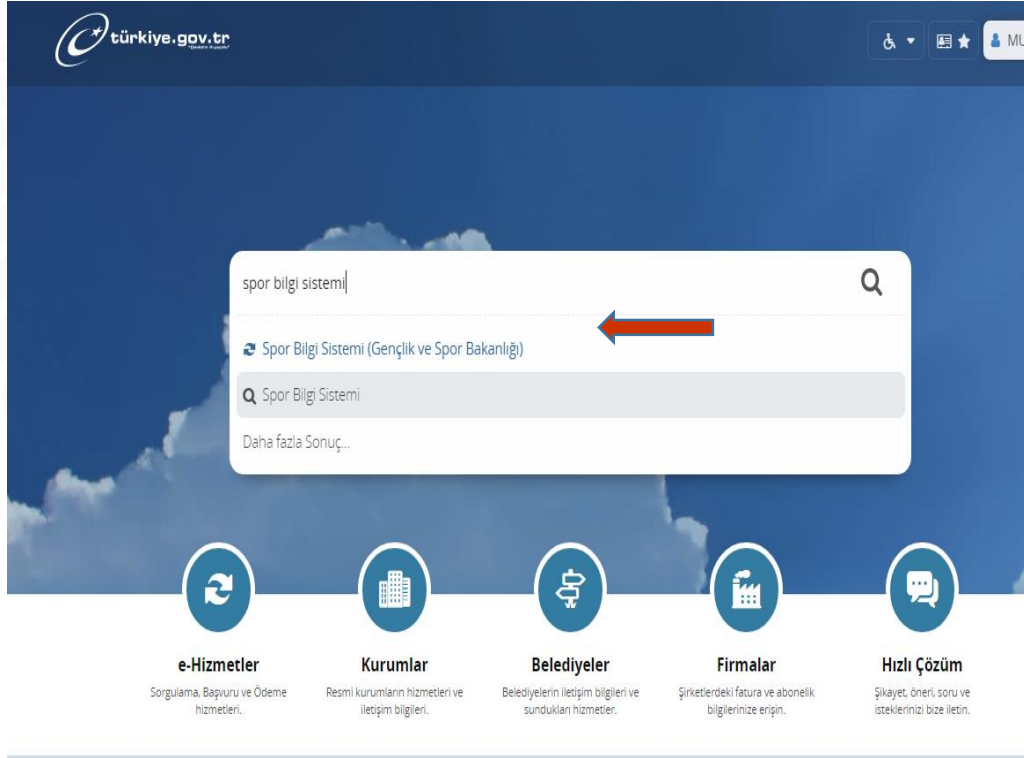 türkiye.gov.tr
MU
spor bilgi sistemi
Spor Bilgi Sistemi (Gençlik ve Spor Bakanlığı)
Spor Bilgi Sistemi
Daha fazla Sonuç...
e-Hizmetler
Sorgulama, Başvuru ve Ödeme
hizmetleri.
Kurumlar
Resmi kurumların hizmetleri ve
iletişim bilgileri.
Belediyeler
Belediyelerin iletişim bilgileri ve
sundukları hizmetler.
Firmalar
Şirketlerdeki fatura ve abonelik
bilgilerinize erişin.
Hızlı Çözüm
Şikayet, öneri, soru ve
isteklerinizi bize iletin.